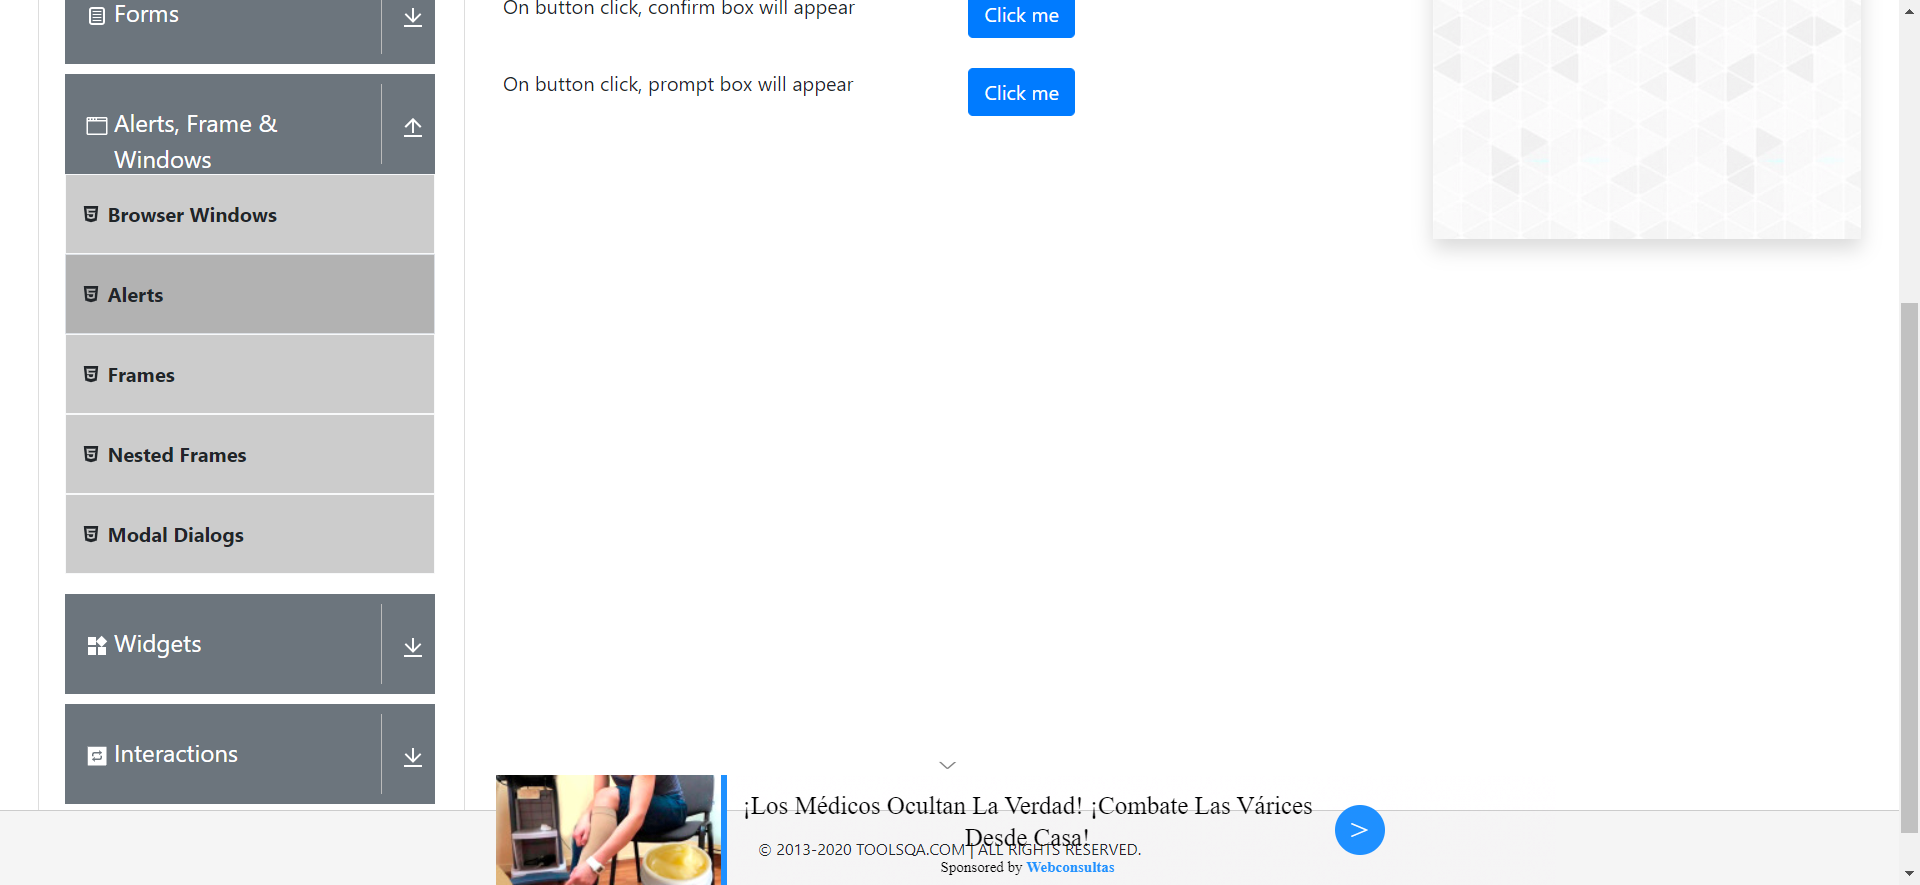 Forms
Alerts, Frame &
Windows
Browser Windows
Alerts
Frames
Nested Frames
Modal Dialogs
Widgets
Interactions
On button click, confirm box will appear
Click me
On button click, prompt box will appear
Click me
¡Los Médicos Ocultan La Verdad! ¡Combate Las Várices
Desde Casa!
© 2013-2020 TOOLSQA.COM | ALL RIGHTS RESERVED.
Sponsored by Webconsultas